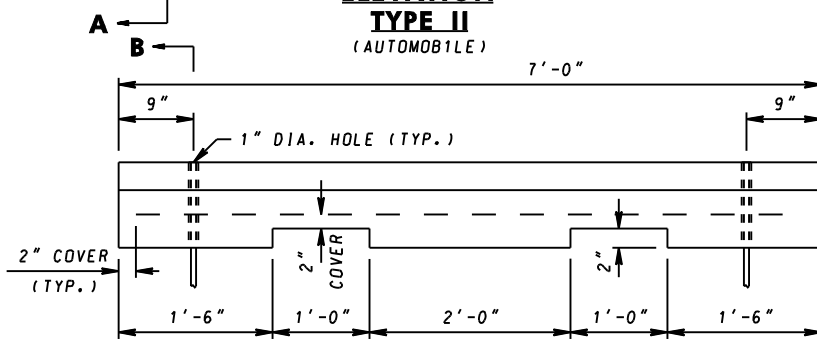 ELEVATION
A
TYPE II
B
(AUTOMOBILE)
7'-0"
9"
9"
1" DIA. HOLE (TYP.)
2" COVER
(TYP.)
2"
COVER
2"
1'-6"
1'-0"
2'-0"
1'-0"
1'-6"